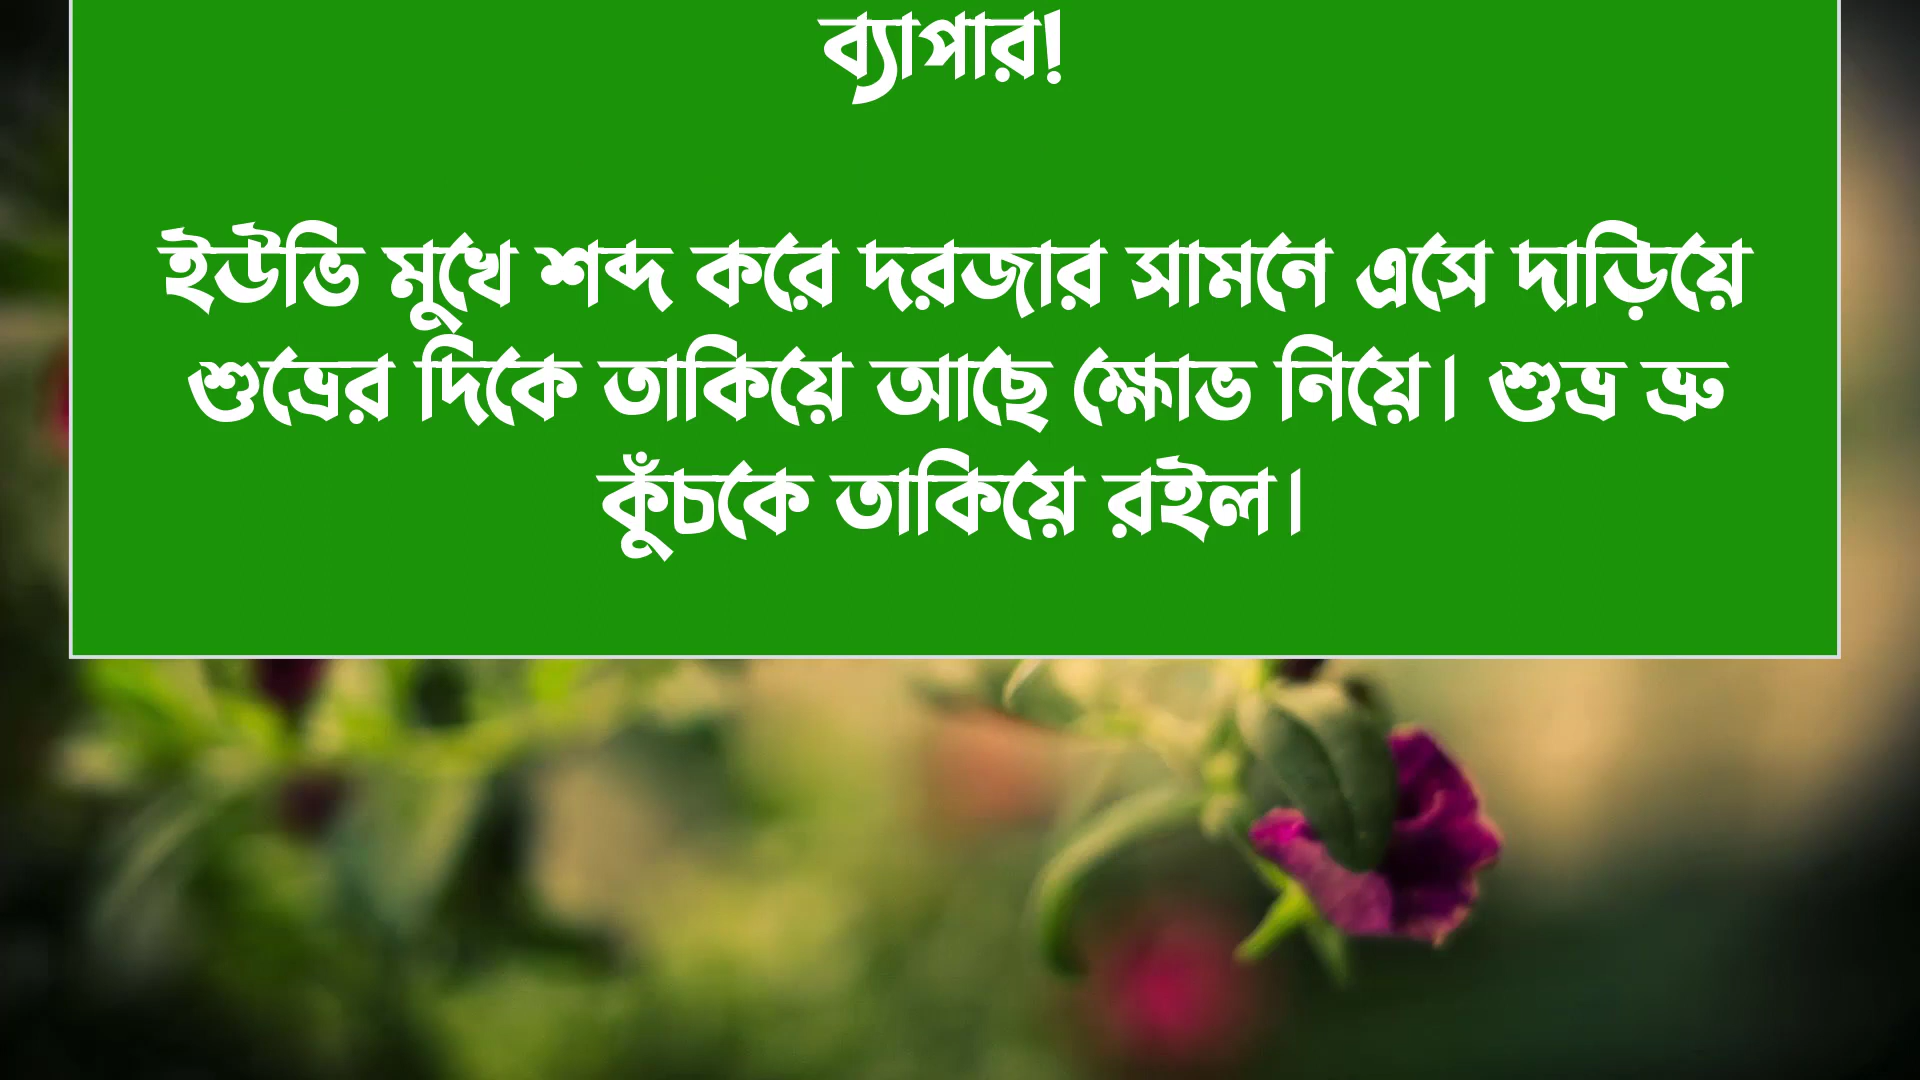 ব্যাপার!
ইউভি মুখে শব্দ করে দরজার সামনে এসে দাড়িয়ে
শুভ্রের দিকে তাকিয়ে আছে ক্ষোভ নিয়ে। শুভ্র ভ্রু
কুঁচকে তাকিয়ে রইল।